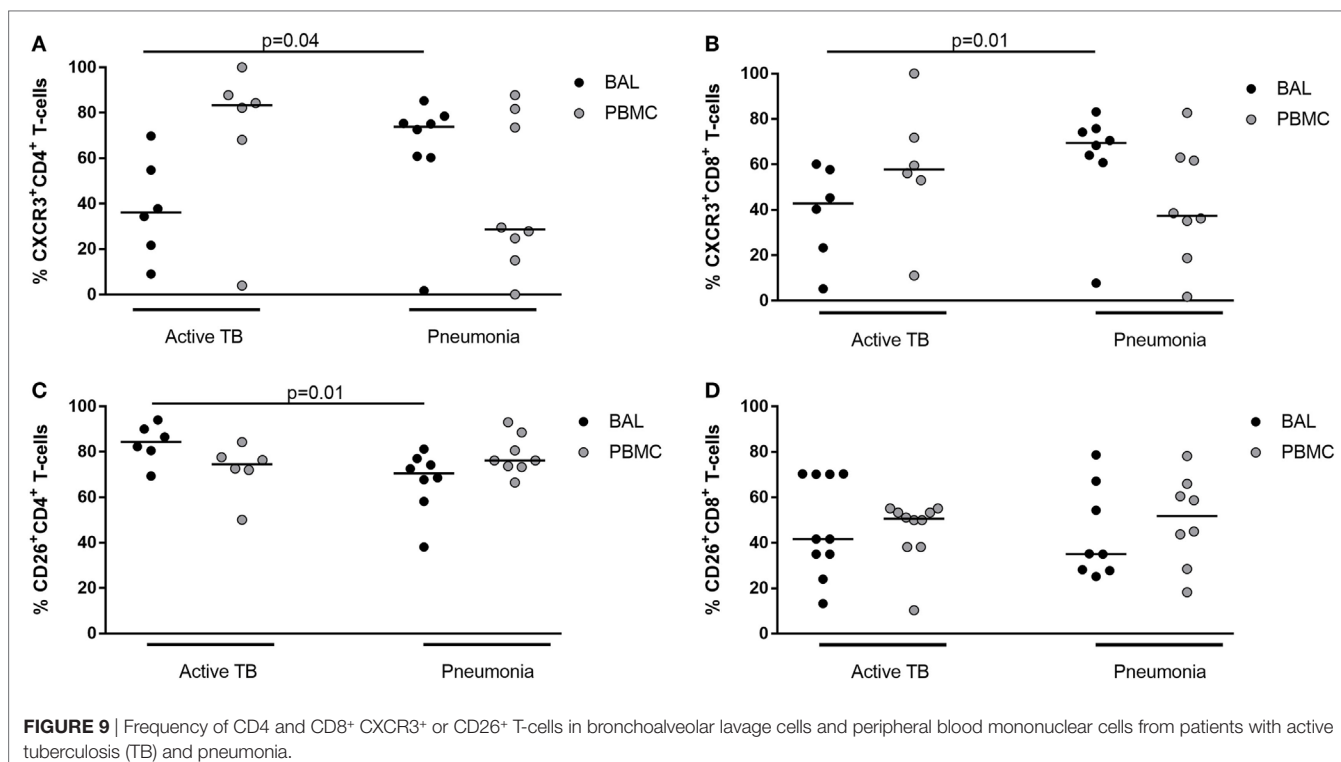 A
p=0.04
% CXCR3⁺CD4⁺ T-cells
100
80
60
40
20
0
Active TB
Pneumonia
BAL
PBMC
B
p=0.01
% CXCR3⁺CD8⁺ T-cells
100
80
60
40
20
0
Active TB
Pneumonia
BAL
PBMC
C
p=0.01
% CD26⁺CD4⁺ T-cells
100
80
60
40
20
0
Active TB
Pneumonia
BAL
PBMC
D
% CD26⁺CD8⁺ T-cells
100
80
60
40
20
0
Active TB
Pneumonia
BAL
PBMC
FIGURE 9 | Frequency of CD4 and CD8⁺ CXCR3⁺ or CD26⁺ T-cells in bronchoalveolar lavage cells and peripheral blood mononuclear cells from patients with active
tuberculosis (TB) and pneumonia.